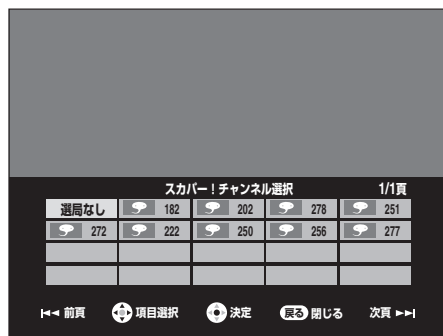 スカパー！チャンネル選択 1/1頁
選局なし 182 202 278 251
272 222 250 256 277
前頁 項目選択 決定 戻る 閉じる 次頁